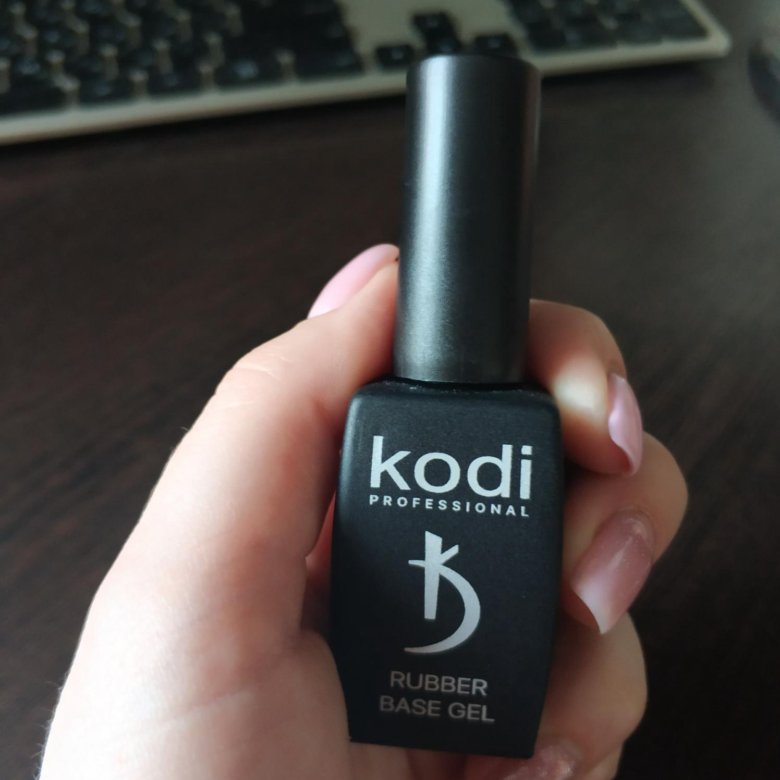 kodi
PROFESSIONAL
RUBBER
BASE GEL